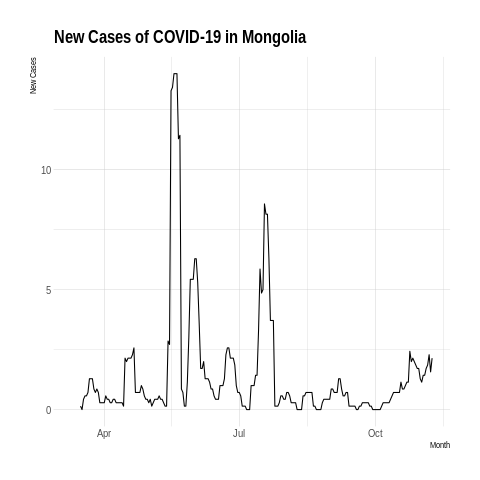 New Cases of COVID-19 in Mongolia
New Cases
10
5
0
Apr
Jul
Oct
Month